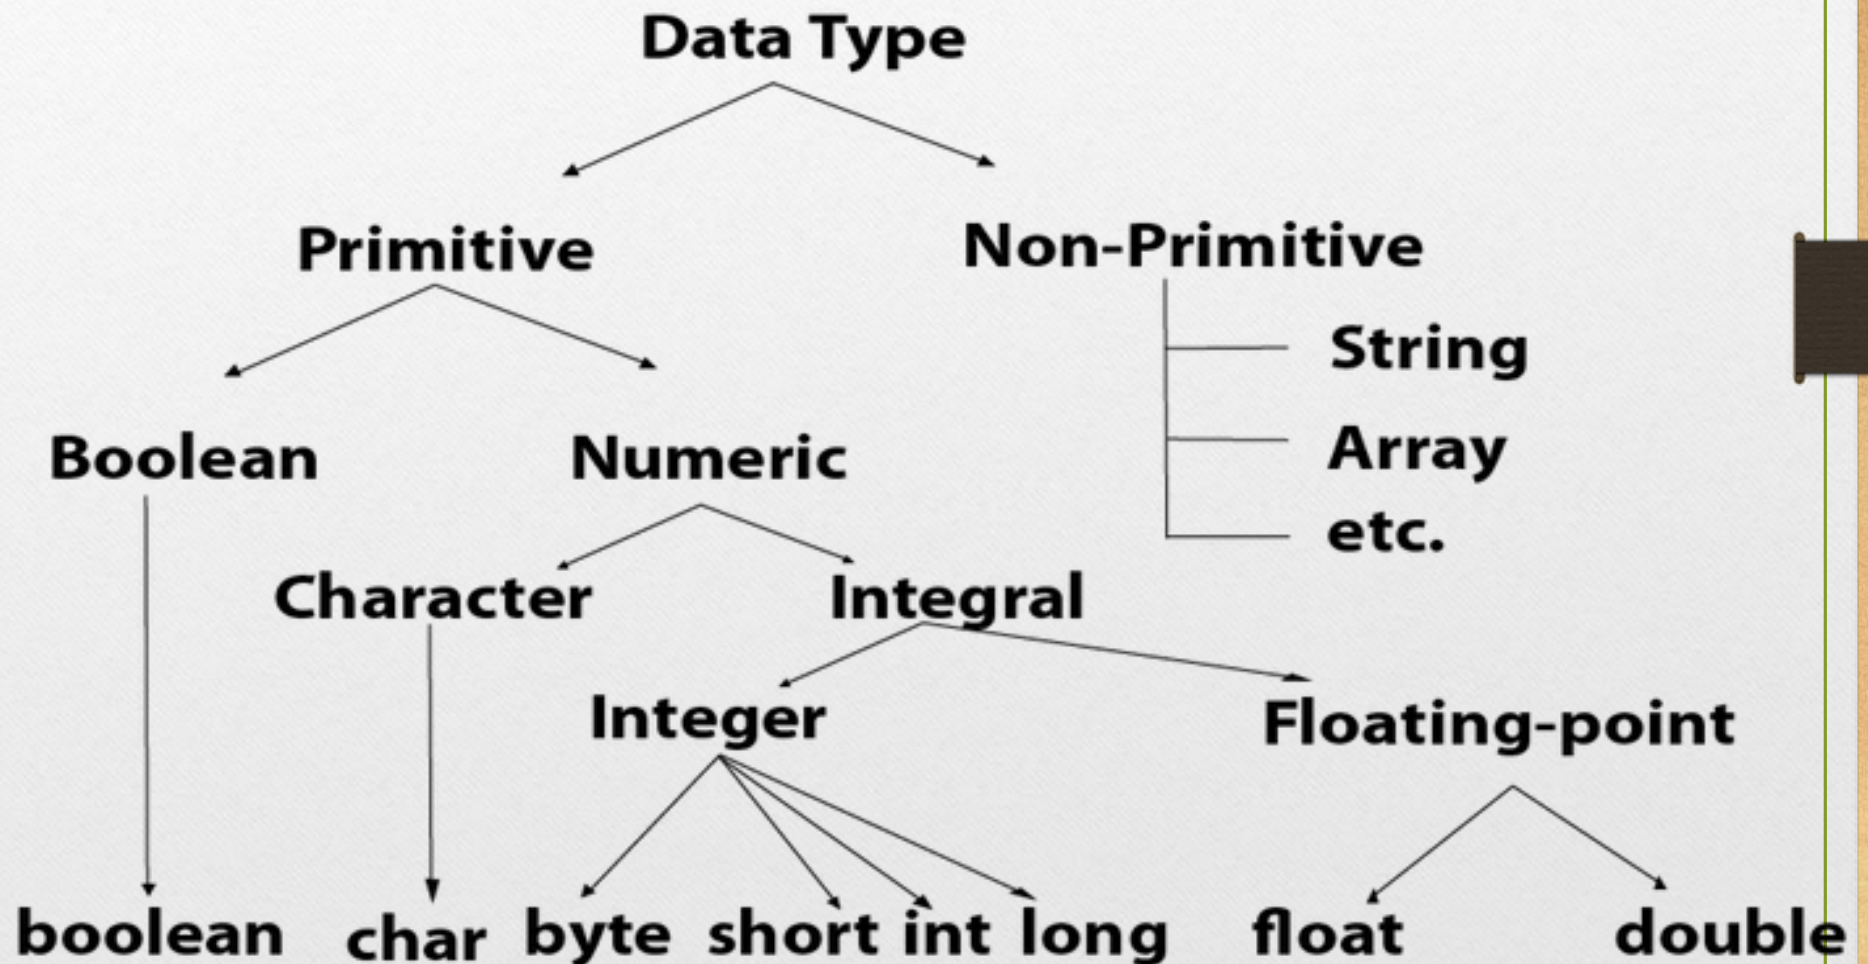 Data Type
Primitive
Non-Primitive
String
Array
etc.
Boolean
Numeric
Character
Integral
Integer
Floating-point
boolean
char
byte
short
int
long
float
double